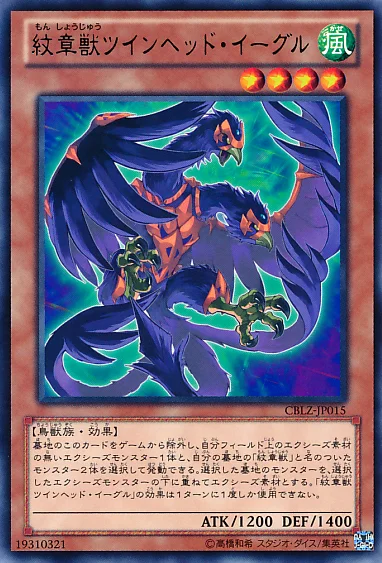 もんしょうじゅう
紋章獣ツインヘッド・イーグル
かぜ
風
CBLZ-JP015
【鳥獣族・効果】
墓地のこのカードをゲームから除外し、自分フィールド上のエクシーズ素材
の無いエクシーズモンスター1体と、自分の墓地の「紋章獣」と名のついた
モンスター2体を選択して発動できる。選択した墓地のモンスターを、選択し
たエクシーズモンスターの下に重ねてエクシーズ素材とする。「紋章獣
ツインヘッド・イーグル」の効果は1ターンに1度しか使用できない。
ATK/1200 DEF/1400
19310321
©高橋和希 スタジオ・ダイス/集英社